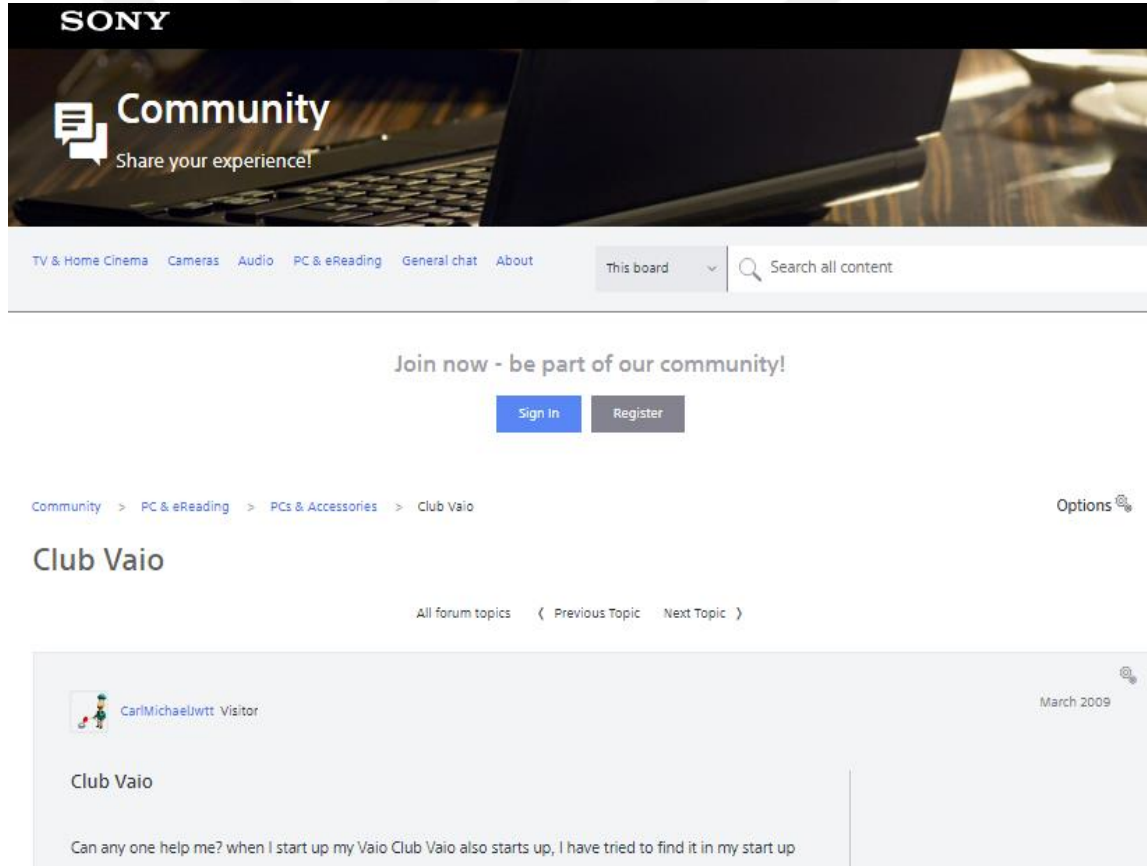 SONY
Community
Share your experience!
TV & Home Cinema Cameras Audio PC & eReading General chat About
This board Search all content
Join now - be part of our community!
Sign In Register
Community > PC & eReading > PCs & Accessories > Club Vaio Options
Club Vaio
All forum topics ⟨ Previous Topic Next Topic ⟩
CarlMichaelJwtt Visitor March 2009
Club Vaio
Can any one help me? when I start up my Vaio Club Vaio also starts up, I have tried to find it in my start up